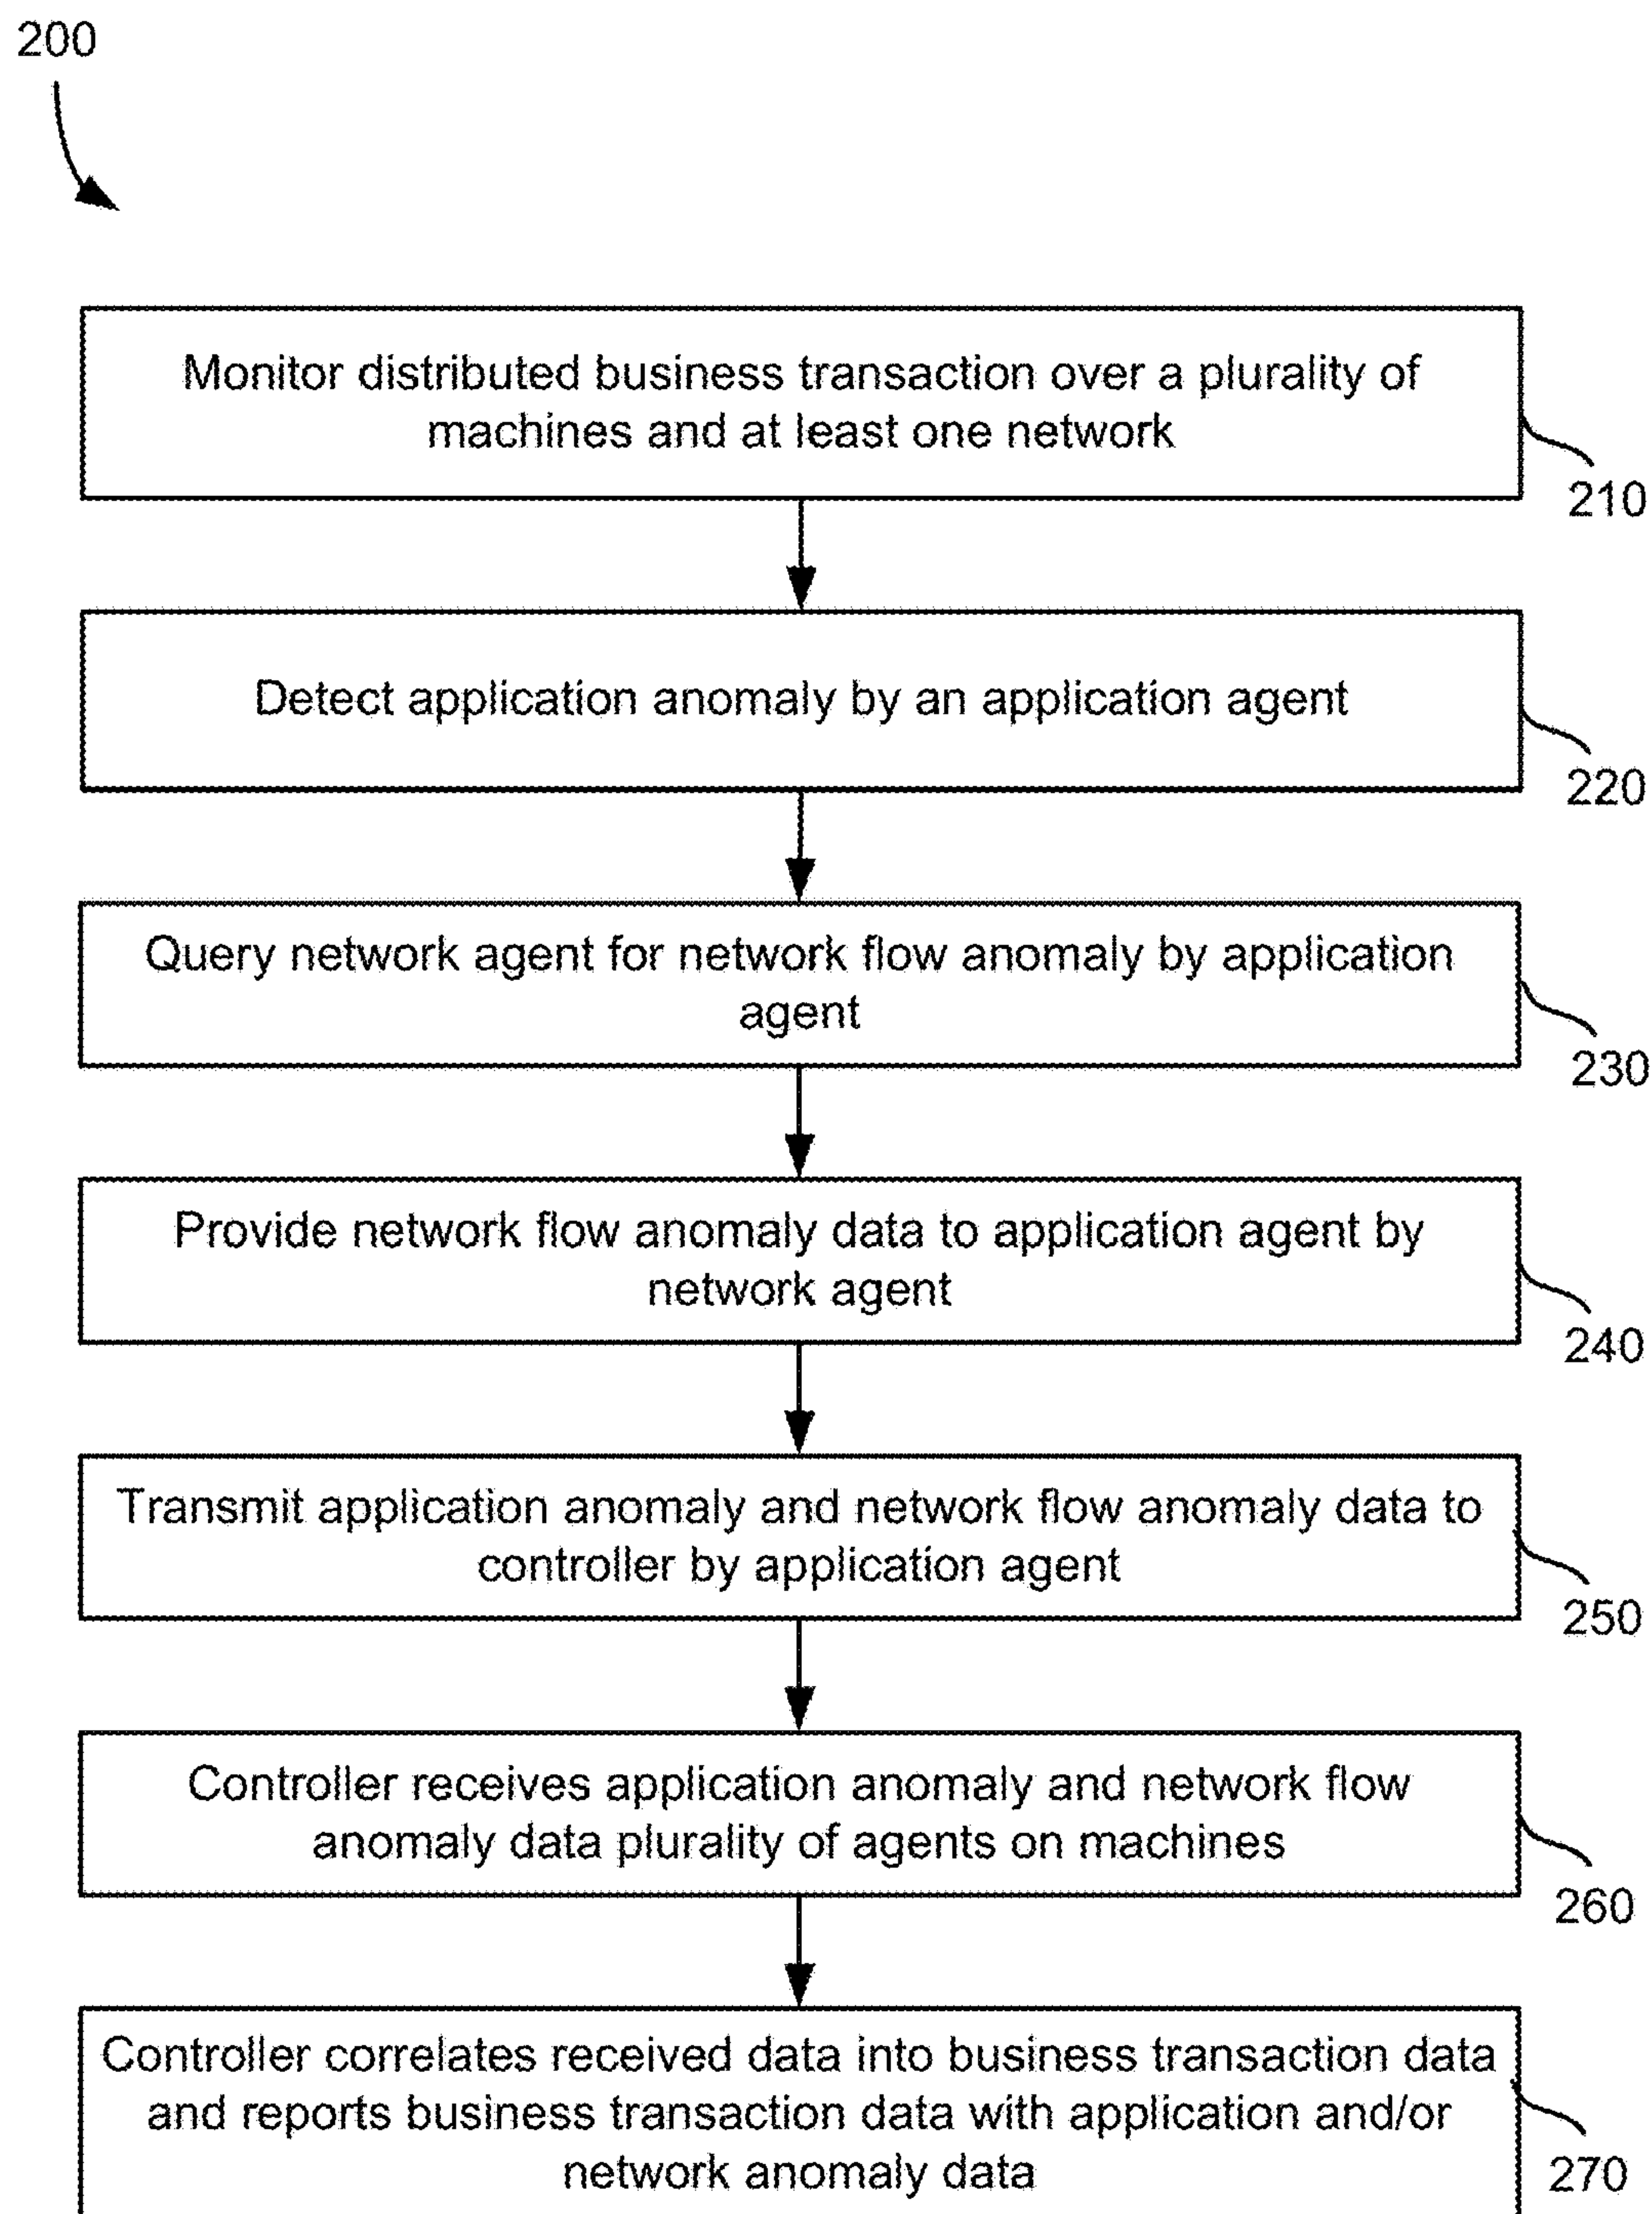 200
Monitor distributed business transaction over a plurality of
machines and at least one network
210
Detect application anomaly by an application agent
220
Query network agent for network flow anomaly by application
agent
230
Provide network flow anomaly data to application agent by
network agent
240
Transmit application anomaly and network flow anomaly data to
controller by application agent
250
Controller receives application anomaly and network flow
anomaly data plurality of agents on machines
260
Controller correlates received data into business transaction data
and reports business transaction data with application and/or
network anomaly data
270